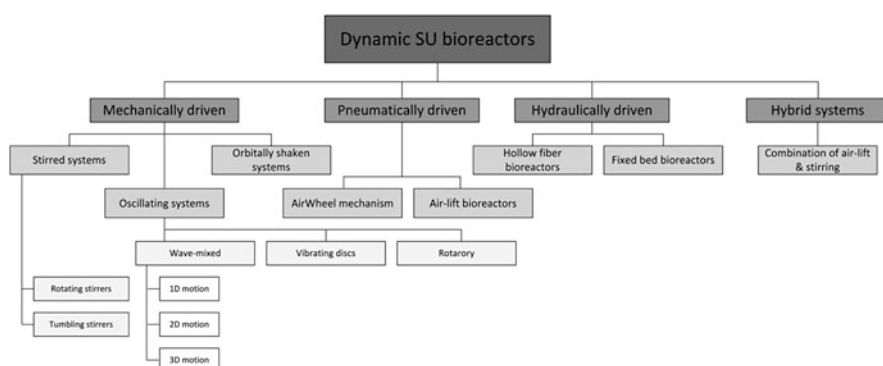 Dynamic SU bioreactors
Mechanically driven
Pneumatically driven
Hydraulically driven
Hybrid systems
Stirred systems
Orbitally shaken
systems
Hollow fiber
bioreactors
Fixed bed bioreactors
Combination of air-lift
& stirring
Oscillating systems
AirWheel mechanism
Air-lift bioreactors
Wave-mixed
Vibrating discs
Rotarory
Rotating stirrers
1D motion
Tumbling stirrers
2D motion
3D motion